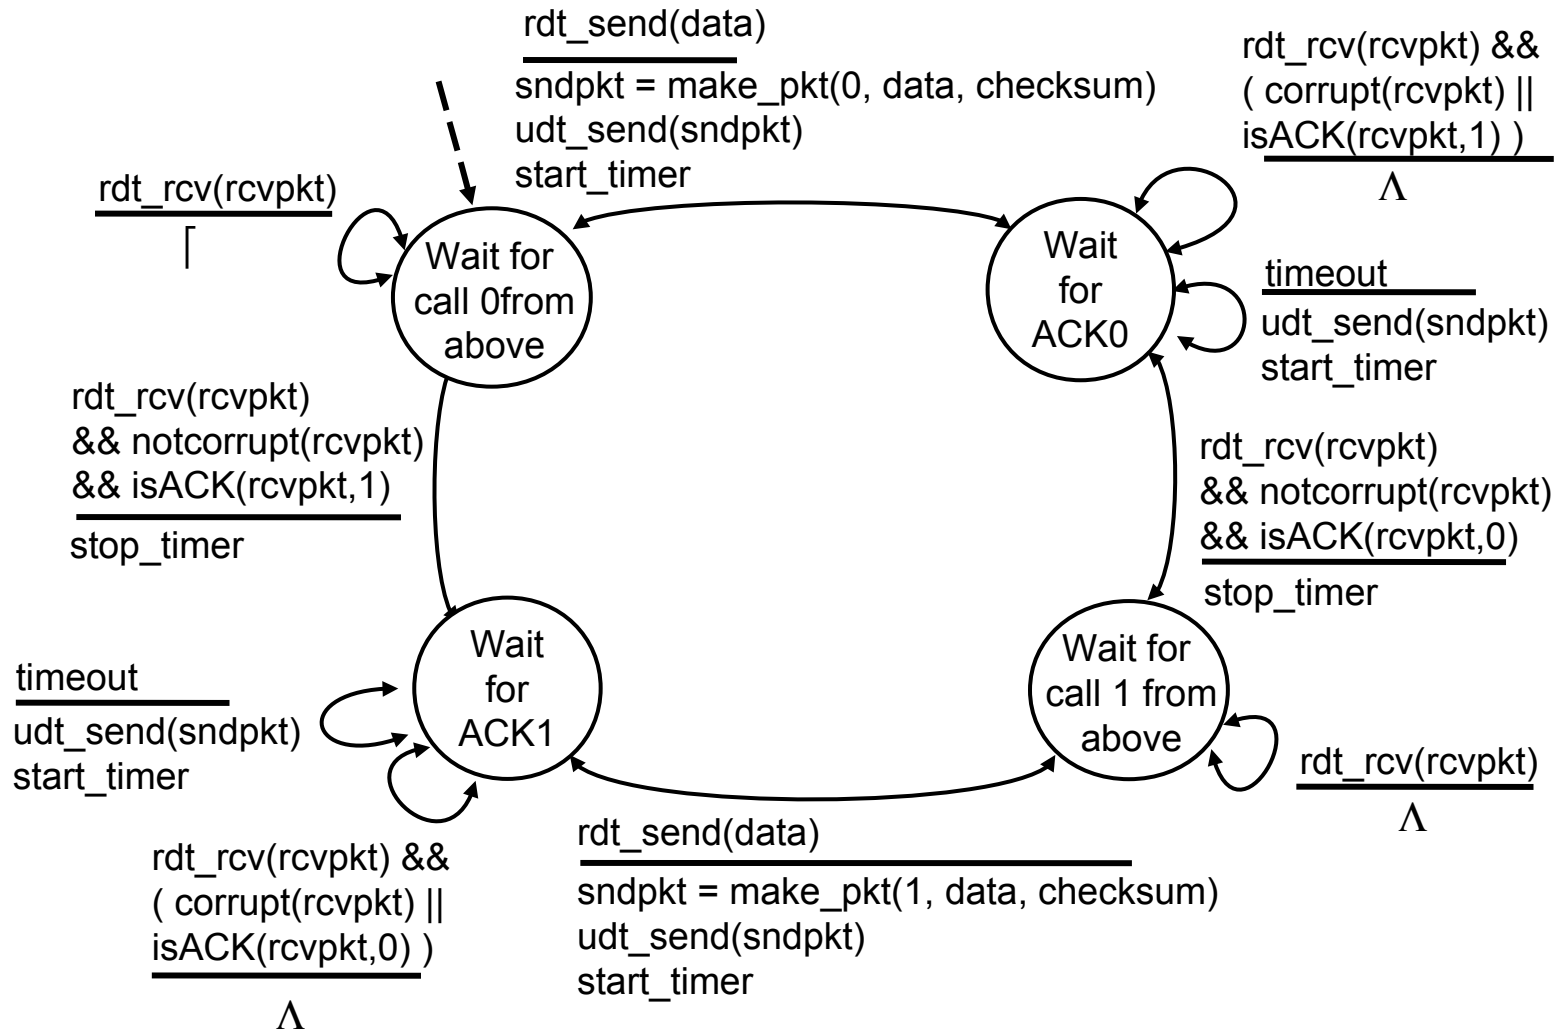 rdt_send(data)
sndpkt = make_pkt(0, data, checksum)
udt_send(sndpkt)
start_timer
rdt_rcv(rcvpkt) &&
( corrupt(rcvpkt) ||
isACK(rcvpkt,1) )
Λ
rdt_rcv(rcvpkt)
⌈
Wait for
call 0from
above
Wait
for
ACK0
timeout
udt_send(sndpkt)
start_timer
rdt_rcv(rcvpkt)
&& notcorrupt(rcvpkt)
&& isACK(rcvpkt,1)
stop_timer
rdt_rcv(rcvpkt)
&& notcorrupt(rcvpkt)
&& isACK(rcvpkt,0)
stop_timer
Wait
for
ACK1
Wait for
call 1 from
above
timeout
udt_send(sndpkt)
start_timer
rdt_rcv(rcvpkt)
Λ
rdt_rcv(rcvpkt) &&
( corrupt(rcvpkt) ||
isACK(rcvpkt,0) )
Λ
rdt_send(data)
sndpkt = make_pkt(1, data, checksum)
udt_send(sndpkt)
start_timer